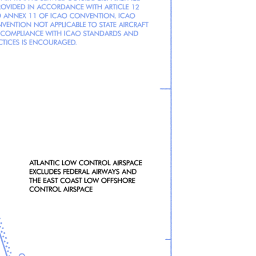 ROVIDED IN ACCORDANCE WITH ARTICLE 12
ANNEX 11 OF ICAO CONVENTION. ICAO
VENTION NOT APPLICABLE TO STATE AIRCRAFT
COMPLIANCE WITH ICAO STANDARDS AND
CTICES IS ENCOURAGED.
ATLANTIC LOW CONTROL AIRSPACE
EXCLUDES FEDERAL AIRWAYS AND
THE EAST COAST LOW OFFSHORE
CONTROL AIRSPACE